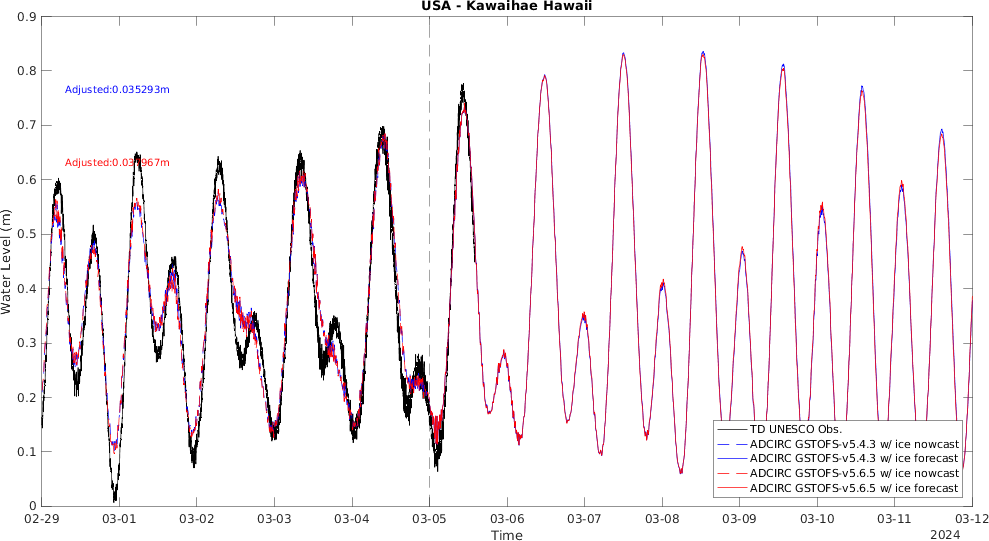 USA - Kawaihae Hawaii
0.9
0.8
0.7
0.6
0.5
0.4
0.3
0.2
0.1
0
Water Level (m)
Adjusted:0.035293m
TD UNESCO Obs.
ADCIRC GSTOFS-v5.4.3 w/ ice nowcast
ADCIRC GSTOFS-v5.4.3 w/ ice forecast
ADCIRC GSTOFS-v5.6.5 w/ ice nowcast
ADCIRC GSTOFS-v5.6.5 w/ ice forecast
02-29 03-01 03-02 03-03 03-04 03-05 03-06 03-07 03-08 03-09 03-10 03-11 03-12
Time
2024